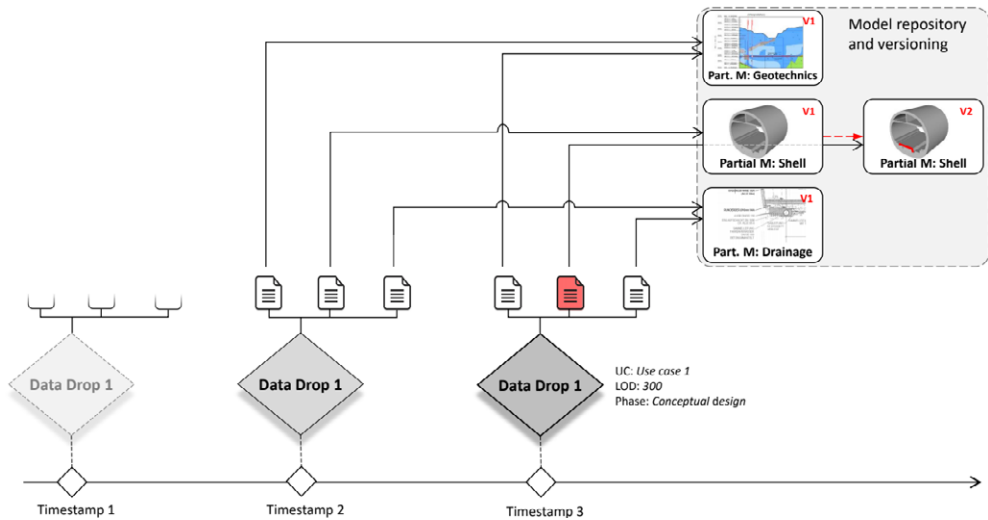 Model repository
and versioning
V1
Part. M: Geotechnics
V1
Partial M: Shell
V2
Partial M: Shell
V1
Part. M: Drainage
Data Drop 1
Data Drop 1
Data Drop 1
UC: Use case 1
LOD: 300
Phase: Conceptual design
Timestamp 1
Timestamp 2
Timestamp 3